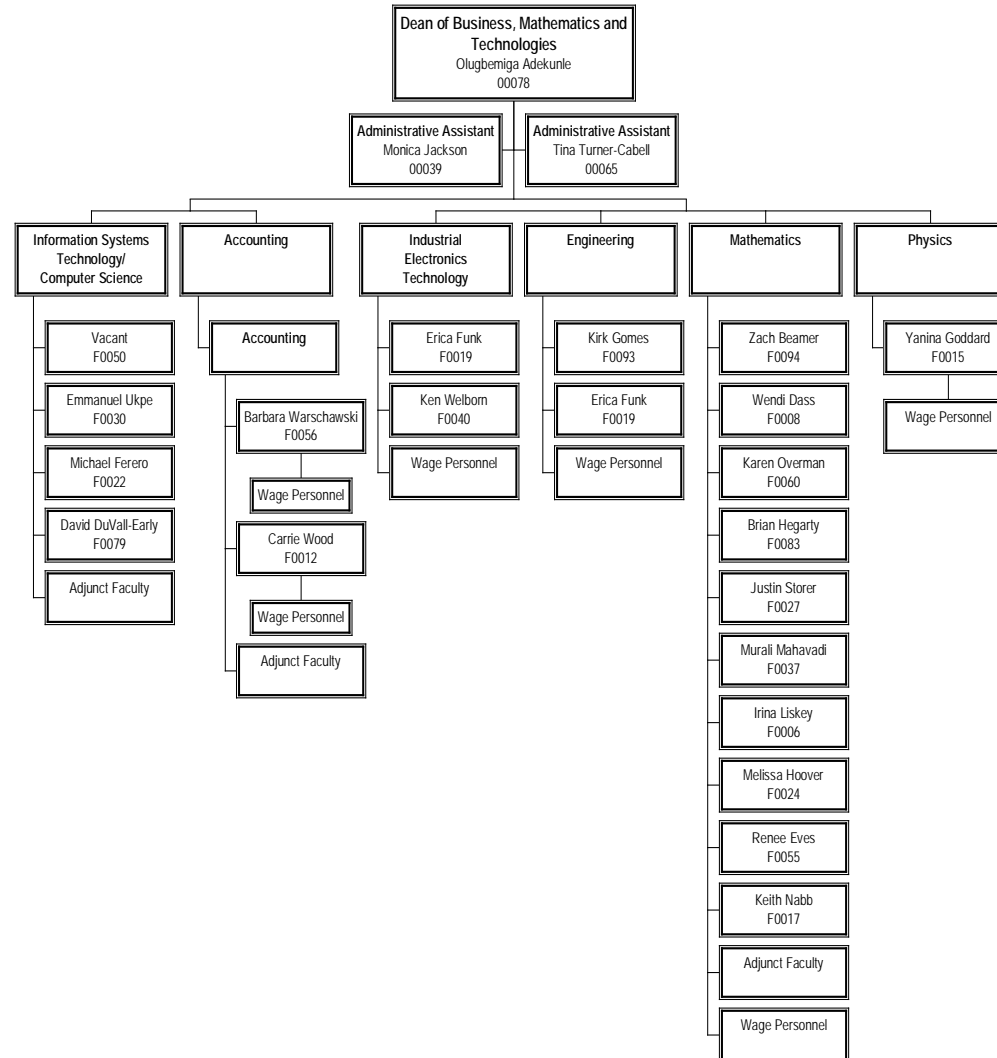 Dean of Business, Mathematics and
Technologies
Olugbemiga Adekunle
00078
Administrative Assistant
Monica Jackson
00039
Administrative Assistant
Tina Turner-Cabell
00065
Information Systems
Technology/
Computer Science
Vacant
F0050
Emmanuel Ukpe
F0030
Michael Ferero
F0022
David DuVall-Early
F0079
Adjunct Faculty
Accounting
Accounting
Barbara Warschawski
F0056
Wage Personnel
Carrie Wood
F0012
Wage Personnel
Adjunct Faculty
Industrial
Electronics
Technology
Erica Funk
F0019
Ken Welborn
F0040
Wage Personnel
Engineering
Kirk Gomes
F0093
Erica Funk
F0019
Wage Personnel
Mathematics
Zach Beamer
F0094
Wendi Dass
F0008
Karen Overman
F0060
Brian Hegarty
F0083
Justin Storer
F0027
Murali Mahavadi
F0037
Irina Liskey
F0006
Melissa Hoover
F0024
Renee Eves
F0055
Keith Nabb
F0017
Adjunct Faculty
Wage Personnel
Physics
Yanina Goddard
F0015
Wage Personnel